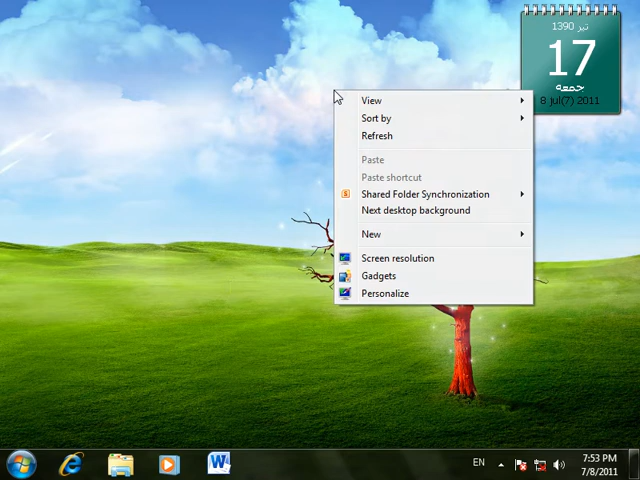 تیر 1390
17
جمعه
8 jul(7) 2011
View
Sort by
Refresh
Paste
Paste shortcut
Shared Folder Synchronization
Next desktop background
New
Screen resolution
Gadgets
Personalize
EN
7:53 PM
7/8/2011